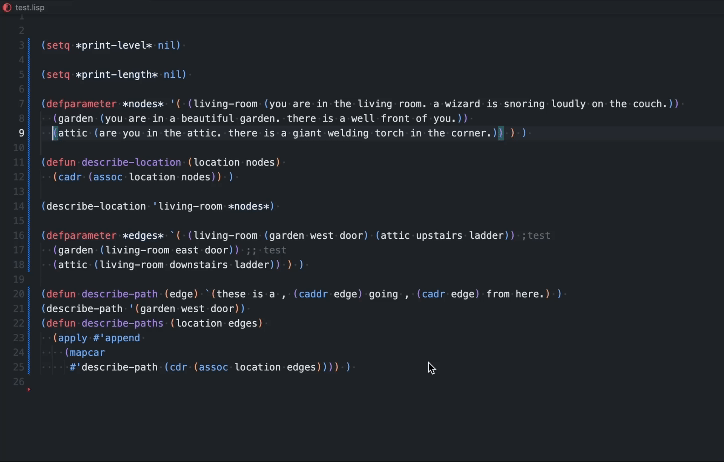 test.lisp
1
2
3 (setq *print-level* nil)
4
5 (setq *print-length* nil)
6
7 (defparameter *nodes* '( (living-room (you are in the living room. a wizard is snoring loudly on the couch.))
8   (garden (you are in a beautiful garden. there is a well front of you.))
9   (attic (are you in the attic. there is a giant welding torch in the corner.)) ) )
10
11 (defun describe-location (location nodes)
12   (cadr (assoc location nodes)) )
13
14 (describe-location 'living-room *nodes*)
15
16 (defparameter *edges* `( (living-room (garden west door) (attic upstairs ladder)) ;test
17   (garden (living-room east door)) ;; test
18   (attic (living-room downstairs ladder)) ) )
19
20 (defun describe-path (edge) `(these is a , (caddr edge) going , (cadr edge) from here.) )
21 (describe-path '(garden west door))
22 (defun describe-paths (location edges)
23   (apply #'append
24     (mapcar
25      #'describe-path (cdr (assoc location edges)))) )
26